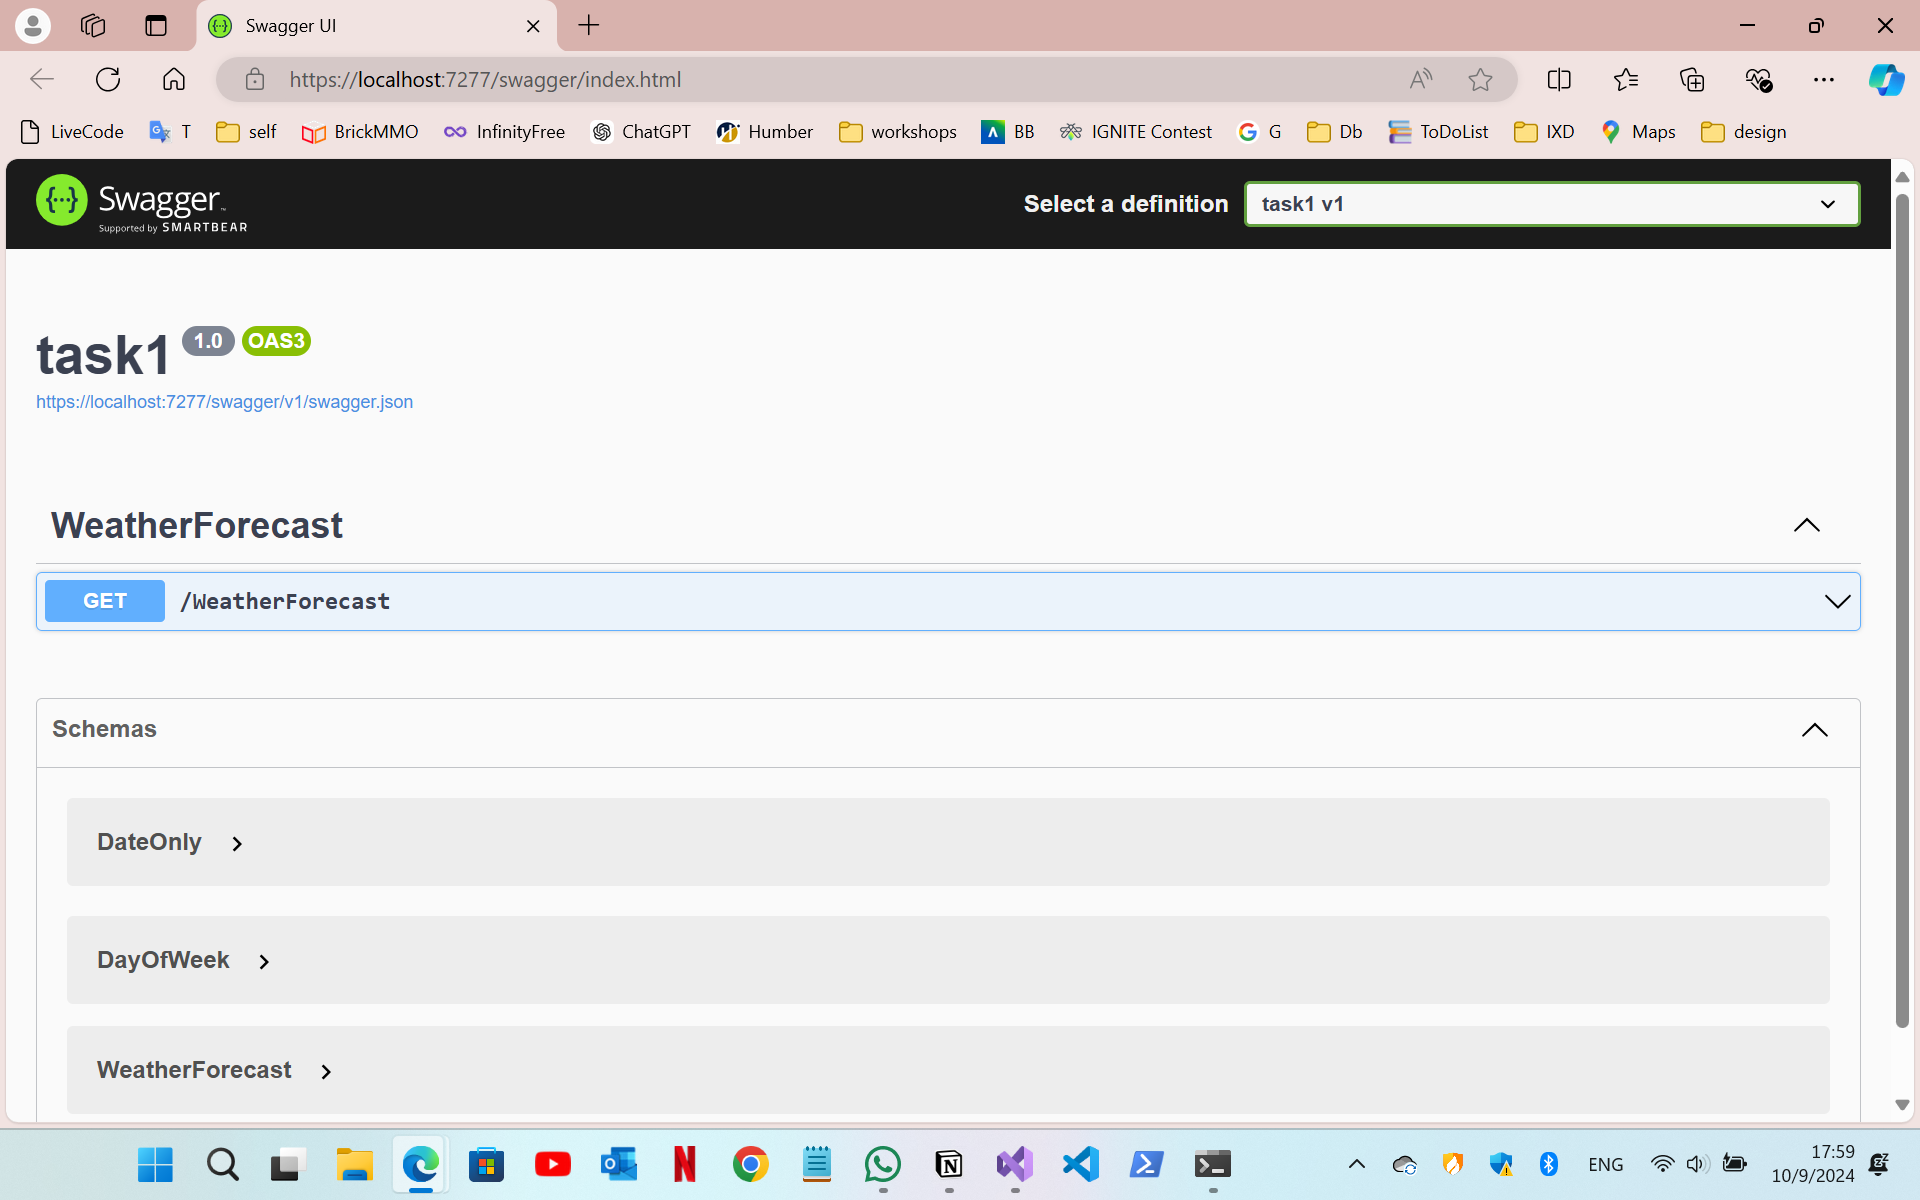 Swagger UI
https://localhost:7277/swagger/index.html
LiveCode T self BrickMMO InfinityFree ChatGPT Humber workshops BB IGNITE Contest G Db ToDoList IXD Maps design
Swagger
Supported by SMARTBEAR
Select a definition task1 v1
task1 1.0 OAS3
https://localhost:7277/swagger/v1/swagger.json
WeatherForecast
GET /WeatherForecast
Schemas
DateOnly
DayOfWeek
WeatherForecast
ENG
17:59
10/9/2024